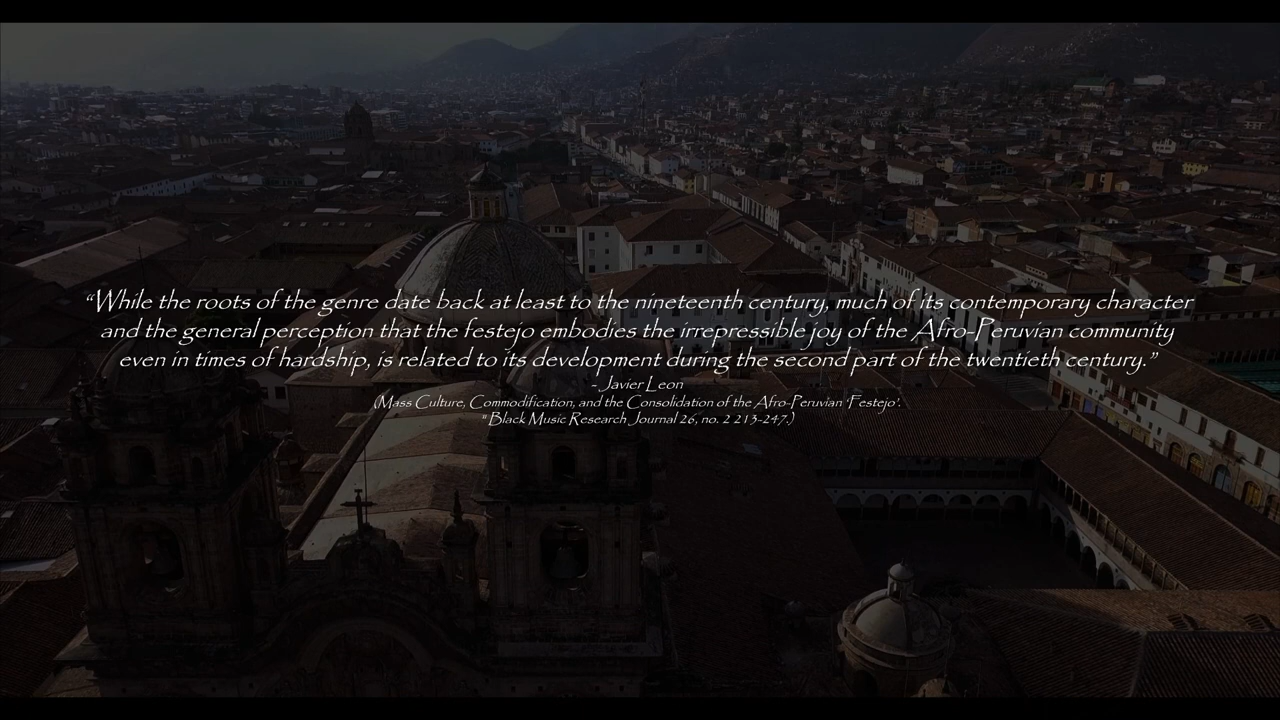 “While the roots of the genre date back at least to the nineteenth century, much of its contemporary character
and the general perception that the festejo embodies the irrepressible joy of the Afro-Peruvian community
even in times of hardship, is related to its development during the second part of the twentieth century.”
- Javier Leon
(Mass Culture, Commodification, and the Consolidation of the Afro-Peruvian ‘Festejo’.
" Black Music Research Journal 26, no. 2 213-247.)